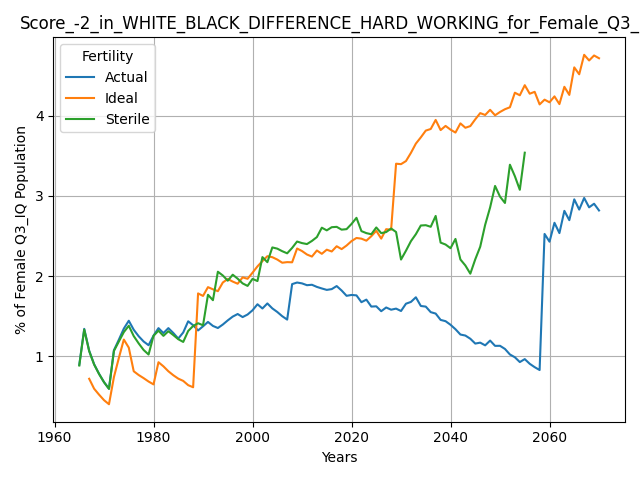 Score_-2_in_WHITE_BLACK_DIFFERENCE_HARD_WORKING_for_Female_Q3_
Fertility
Actual
Ideal
Sterile
% of Female Q3_IQ Population
4
3
2
1
1960
1980
2000
2020
2040
2060
Years